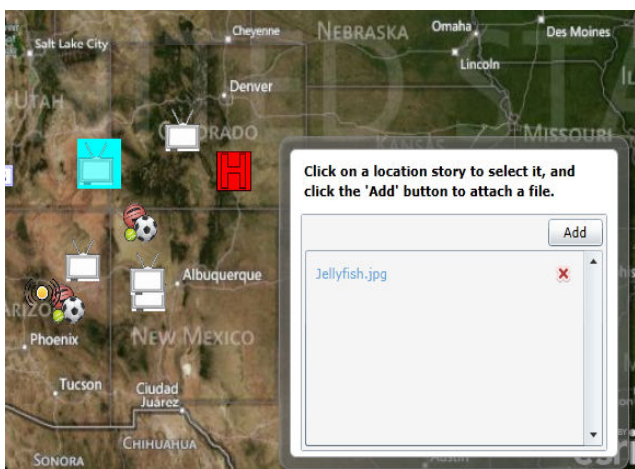 Cheyenne
NEBRASKA
Omaha
Des Moines
Salt Lake City
Lincoln
Denver
UTAH
COLORADO
KANSAS
MISSOURI
Click on a location story to select it, and
click the 'Add' button to attach a file.
Add
Jellyfish.jpg
Albuquerque
Phoenix
NEW MEXICO
Tucson
Ciudad
Juárez
CHIHUAHUA
SONORA
Austin
esri